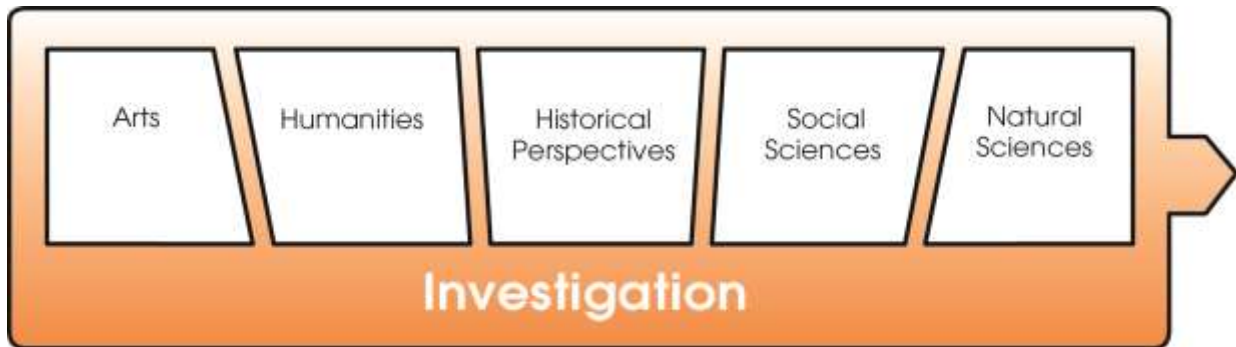 Arts
Humanities
Historical
Perspectives
Social
Sciences
Natural
Sciences
Investigation